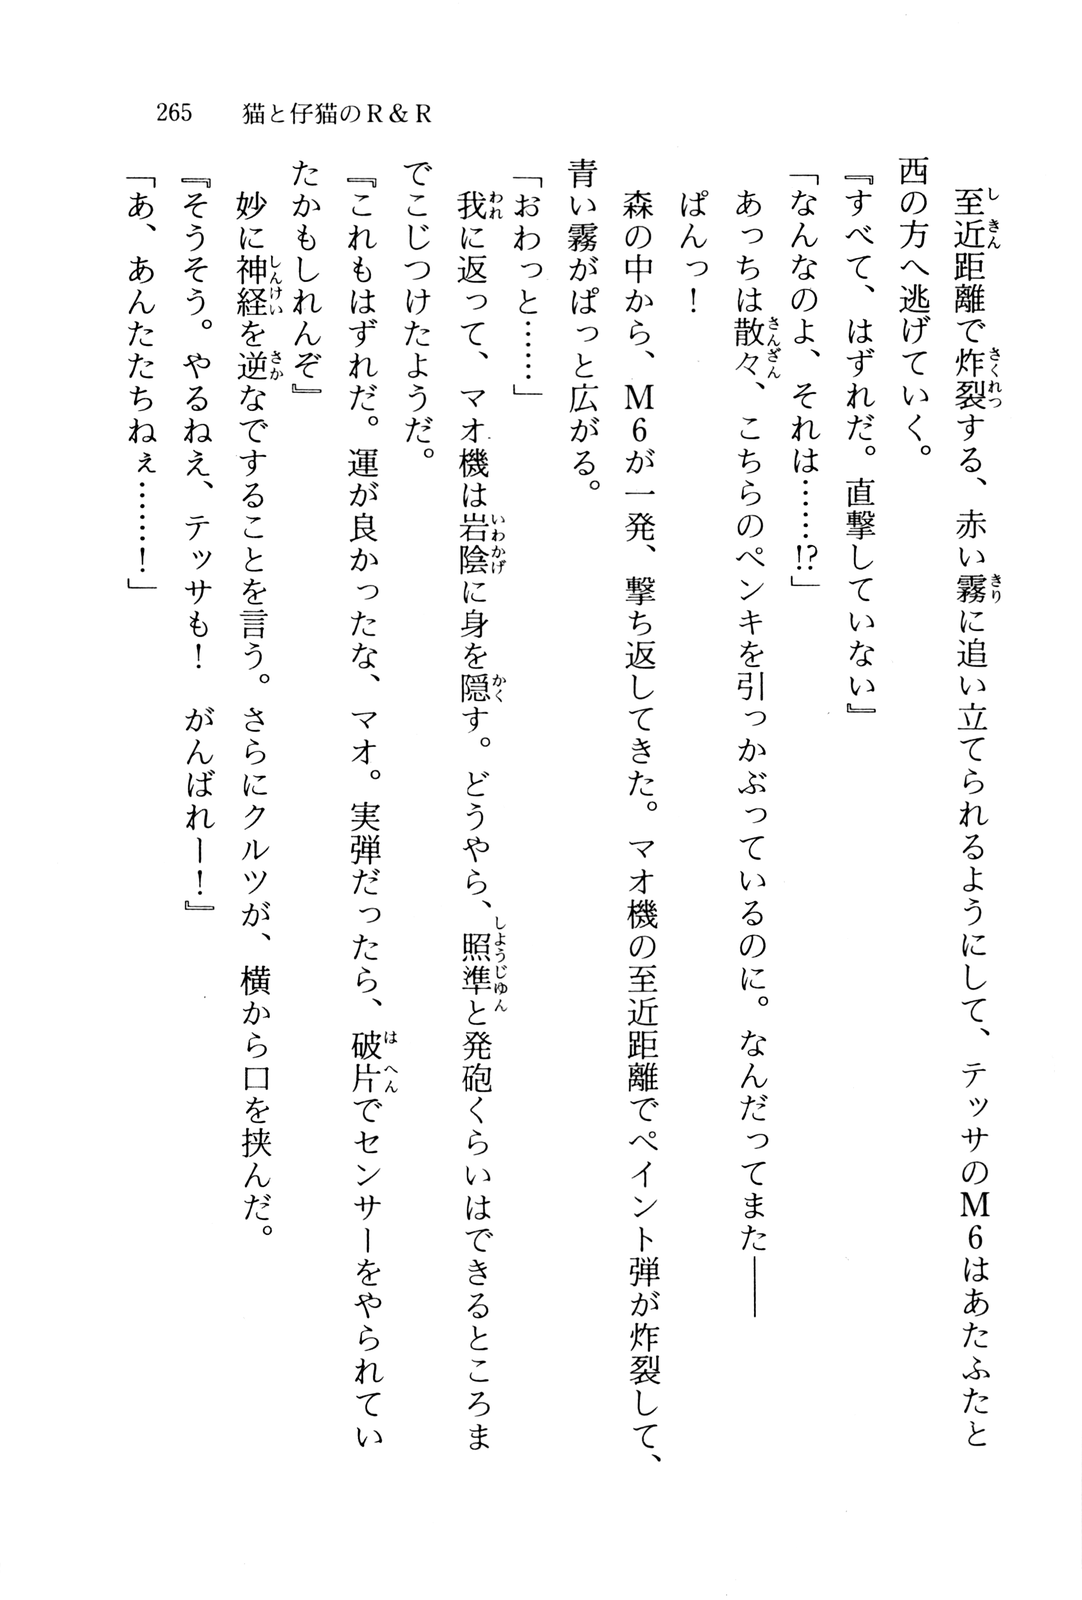 265　猫と仔猫のＲ＆Ｒ
　至近距離で炸裂する、赤い霧に追い立てられるようにして、テッサのＭ６はあたふたと
西の方へ逃げていく。
『すべて、はずれだ。直撃していない』
「なんなのよ、それは……!?」
　あっちは散々、こちらのペンキを引っかぶっているのに。なんだってまた――
　ぱんっ！
　森の中から、Ｍ６が一発、撃ち返してきた。マオ機の至近距離でペイント弾が炸裂して、
青い霧がぱっと広がる。
「おわっと……」
　我に返って、マオ機は岩陰に身を隠す。どうやら、照準と発砲くらいはできるところま
でこじつけたようだ。
『これもはずれだ。運が良かったな、マオ。実弾だったら、破片でセンサーをやられてい
たかもしれんぞ』
　妙に神経を逆なですることを言う。さらにクルツが、横から口を挟んだ。
『そうそう。やるねえ、テッサも！　がんばれー！』
「あ、あんたたちねぇ……！」